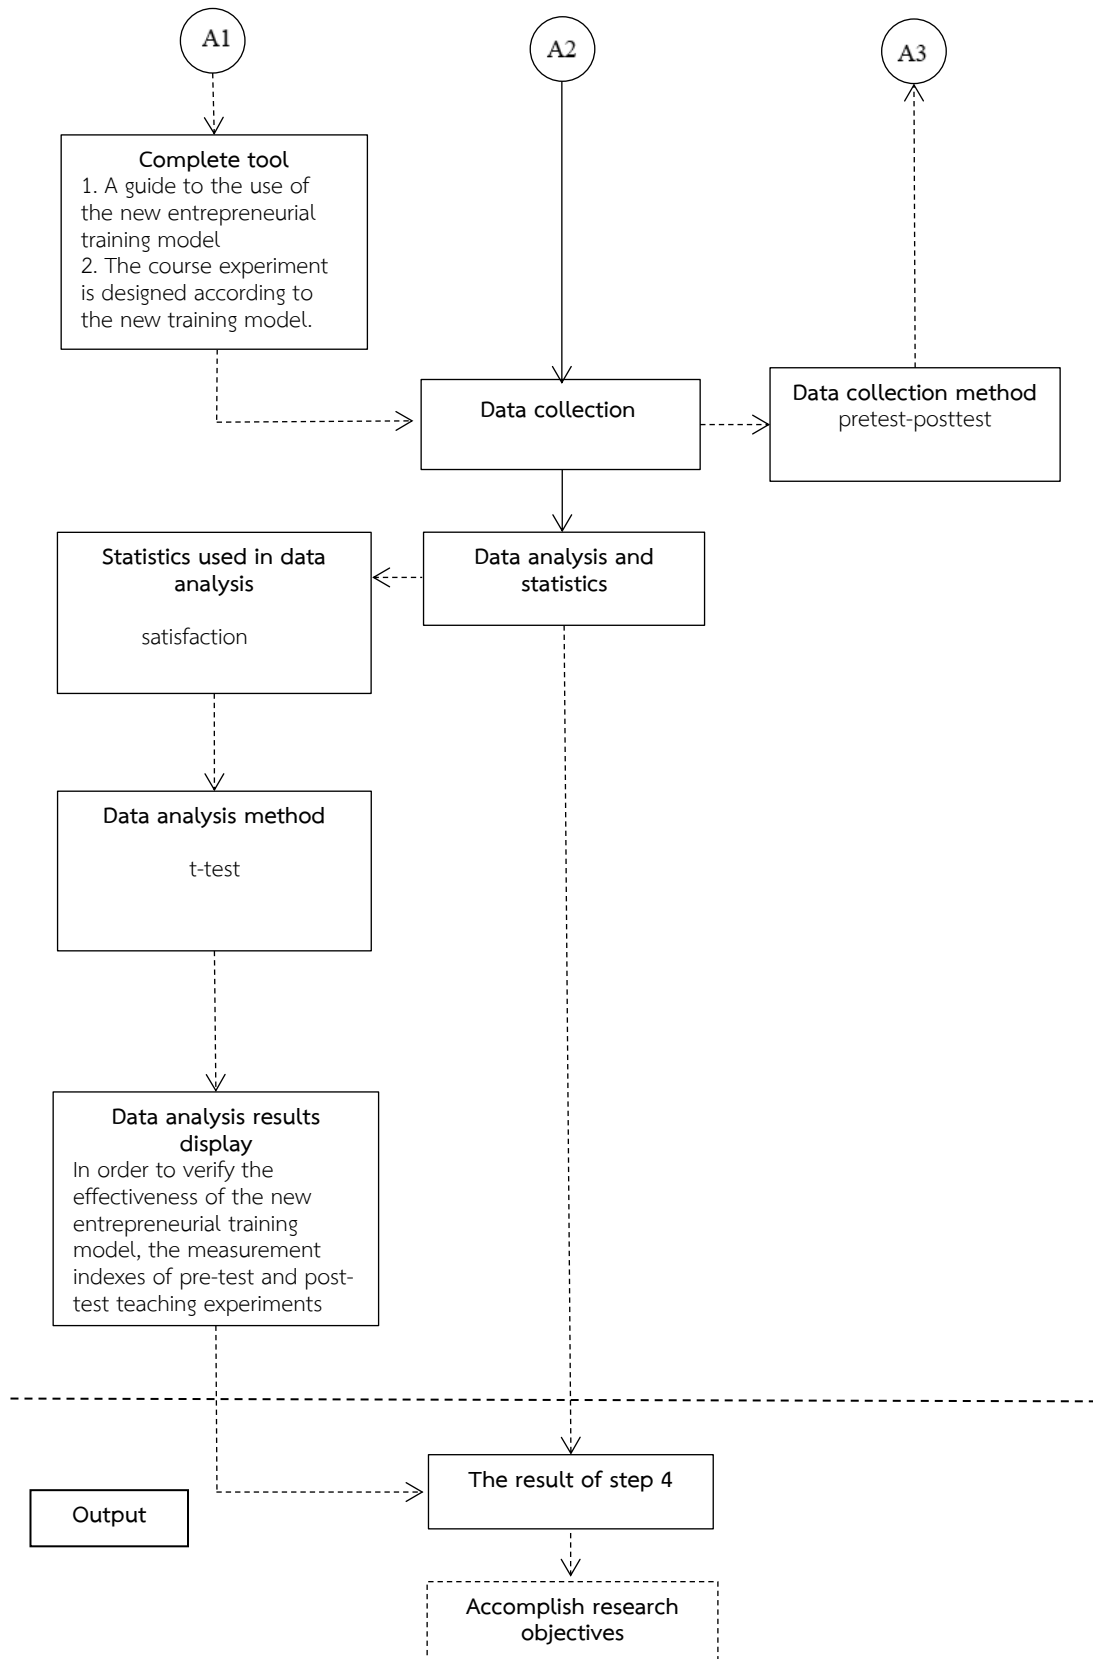 A1
A2
A3
Complete tool
1. A guide to the use of
the new entrepreneurial
training model
2. The course experiment
is designed according to
the new training model.
Data collection
Data collection method
pretest-posttest
Statistics used in data
analysis
satisfaction
Data analysis and
statistics
Data analysis method
t-test
Data analysis results
display
In order to verify the
effectiveness of the new
entrepreneurial training
model, the measurement
indexes of pre-test and post-
test teaching experiments
The result of step 4
Output
Accomplish research
objectives